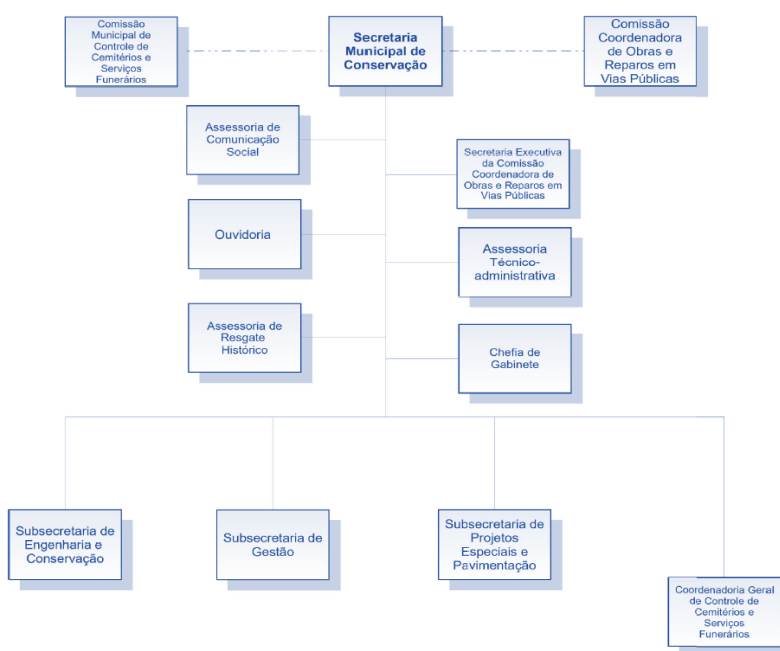 Comissão
Municipal de
Controle de
Cemitérios e
Serviços
Funerários
Secretaria
Municipal de
Conservação
Comissão
Coordenadora
de Obras e
Reparos em
Vias Públicas
Assessoria de
Comunicação
Social
Secretaria Executiva
da Comissão
Coordenadora de
Obras e Reparos em
Vias Públicas
Ouvidoria
Assessoria
Técnico-
administrativa
Assessoria de
Resgate
Histórico
Chefia de
Gabinete
Subsecretaria de
Engenharia e
Conservação
Subsecretaria de
Gestão
Subsecretaria de
Projetos
Especiais e
Pavimentação
Coordenadoria Geral
de Controle de
Cemitérios e
Serviços
Funerários